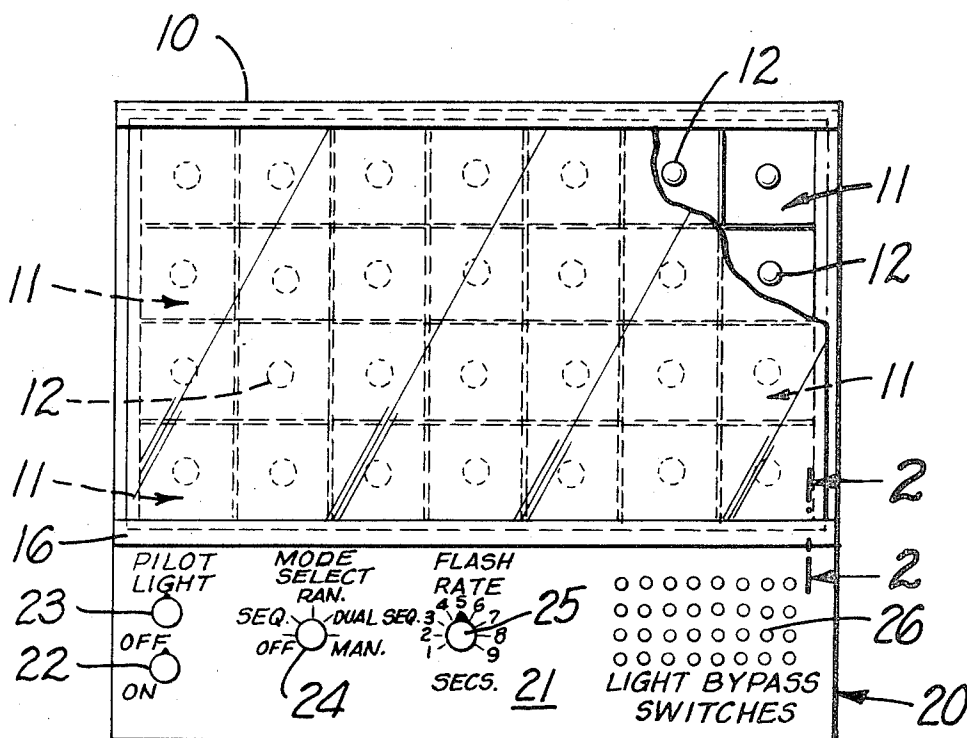 10
12
11
12
11
12
11
11
2
16
2
PILOT LIGHT
MODE SELECT
FLASH RATE
23
SEQ. RAN. DUAL SEQ.
OFF MAN.
1 2 3 4 5 6 7 8 9
25
26
OFF
22
ON
24
SECS.
21
LIGHT BYPASS
SWITCHES
20